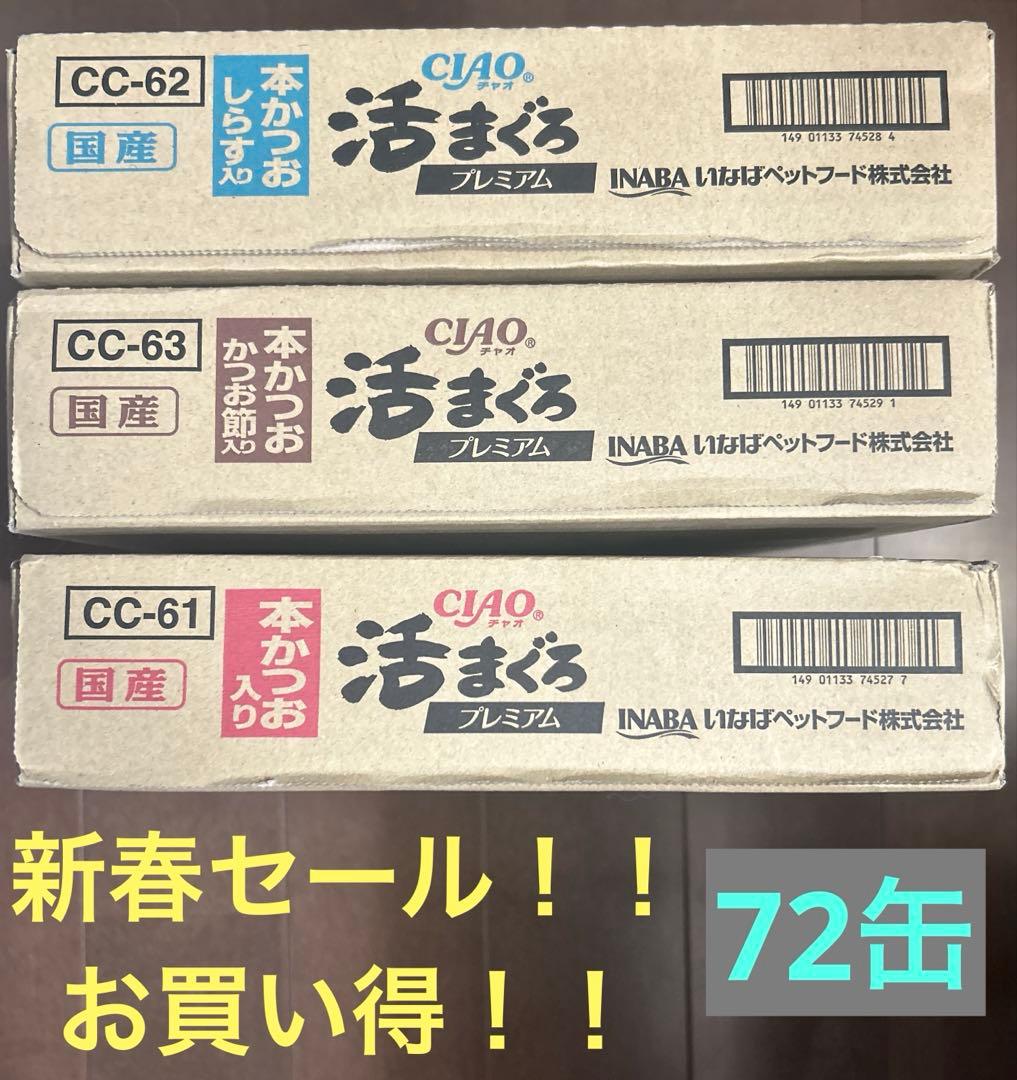 CC-62
国産
本かつお
しらす入り
CIAO®
チャオ
活まぐろ
プレミアム
149 01133 74528 4
INABA いなばペットフード株式会社
CC-63
国産
本かつお
かつお節入り
CIAO®
チャオ
活まぐろ
プレミアム
149 01133 74529 1
INABA いなばペットフード株式会社
CC-61
国産
本かつお
入り
CIAO®
チャオ
活まぐろ
プレミアム
149 01133 74527 7
INABA いなばペットフード株式会社
新春セール！！
お買い得！！
72缶